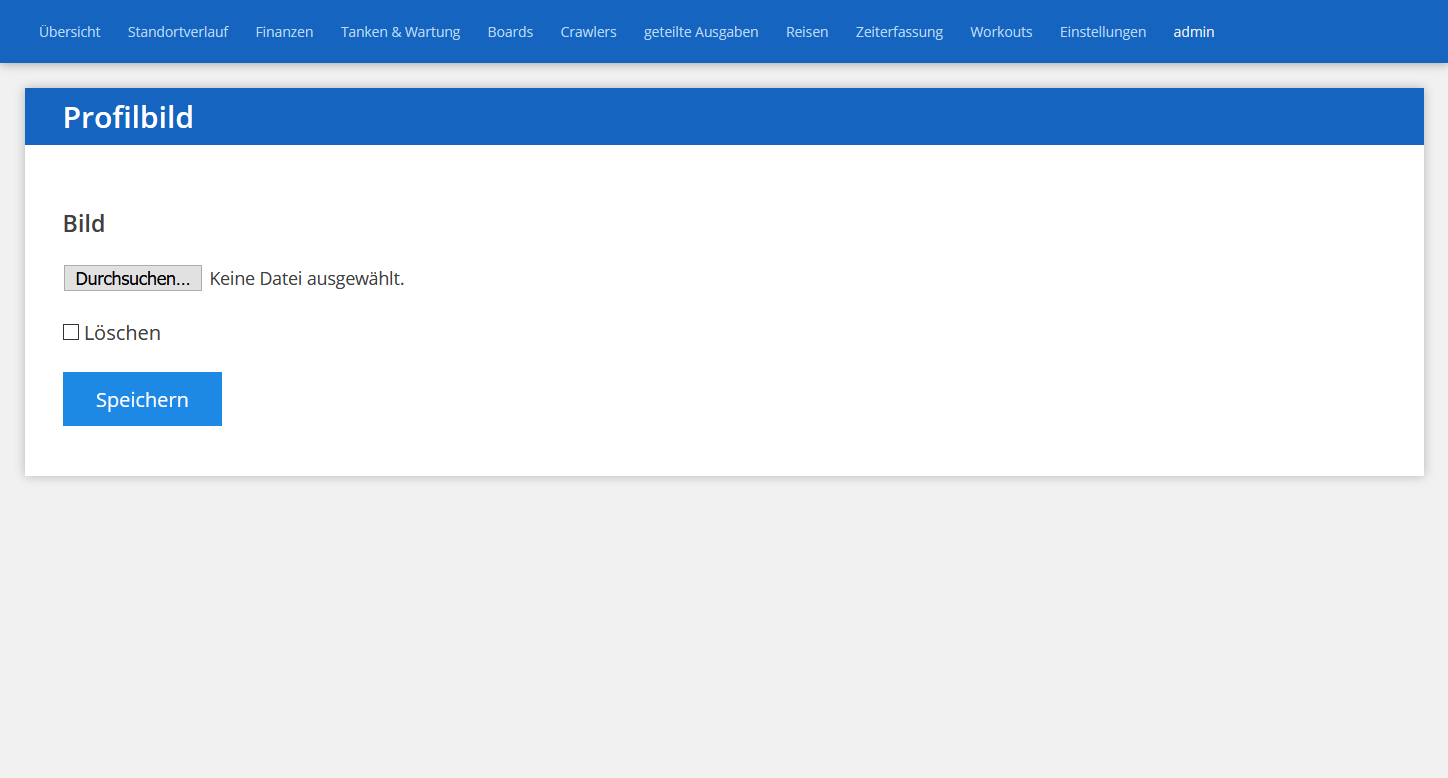 Übersicht Standortverlauf Finanzen Tanken & Wartung Boards Crawlers geteilte Ausgaben Reisen Zeiterfassung Workouts Einstellungen admin
Profilbild
Bild
Durchsuchen... Keine Datei ausgewählt.
Löschen
Speichern